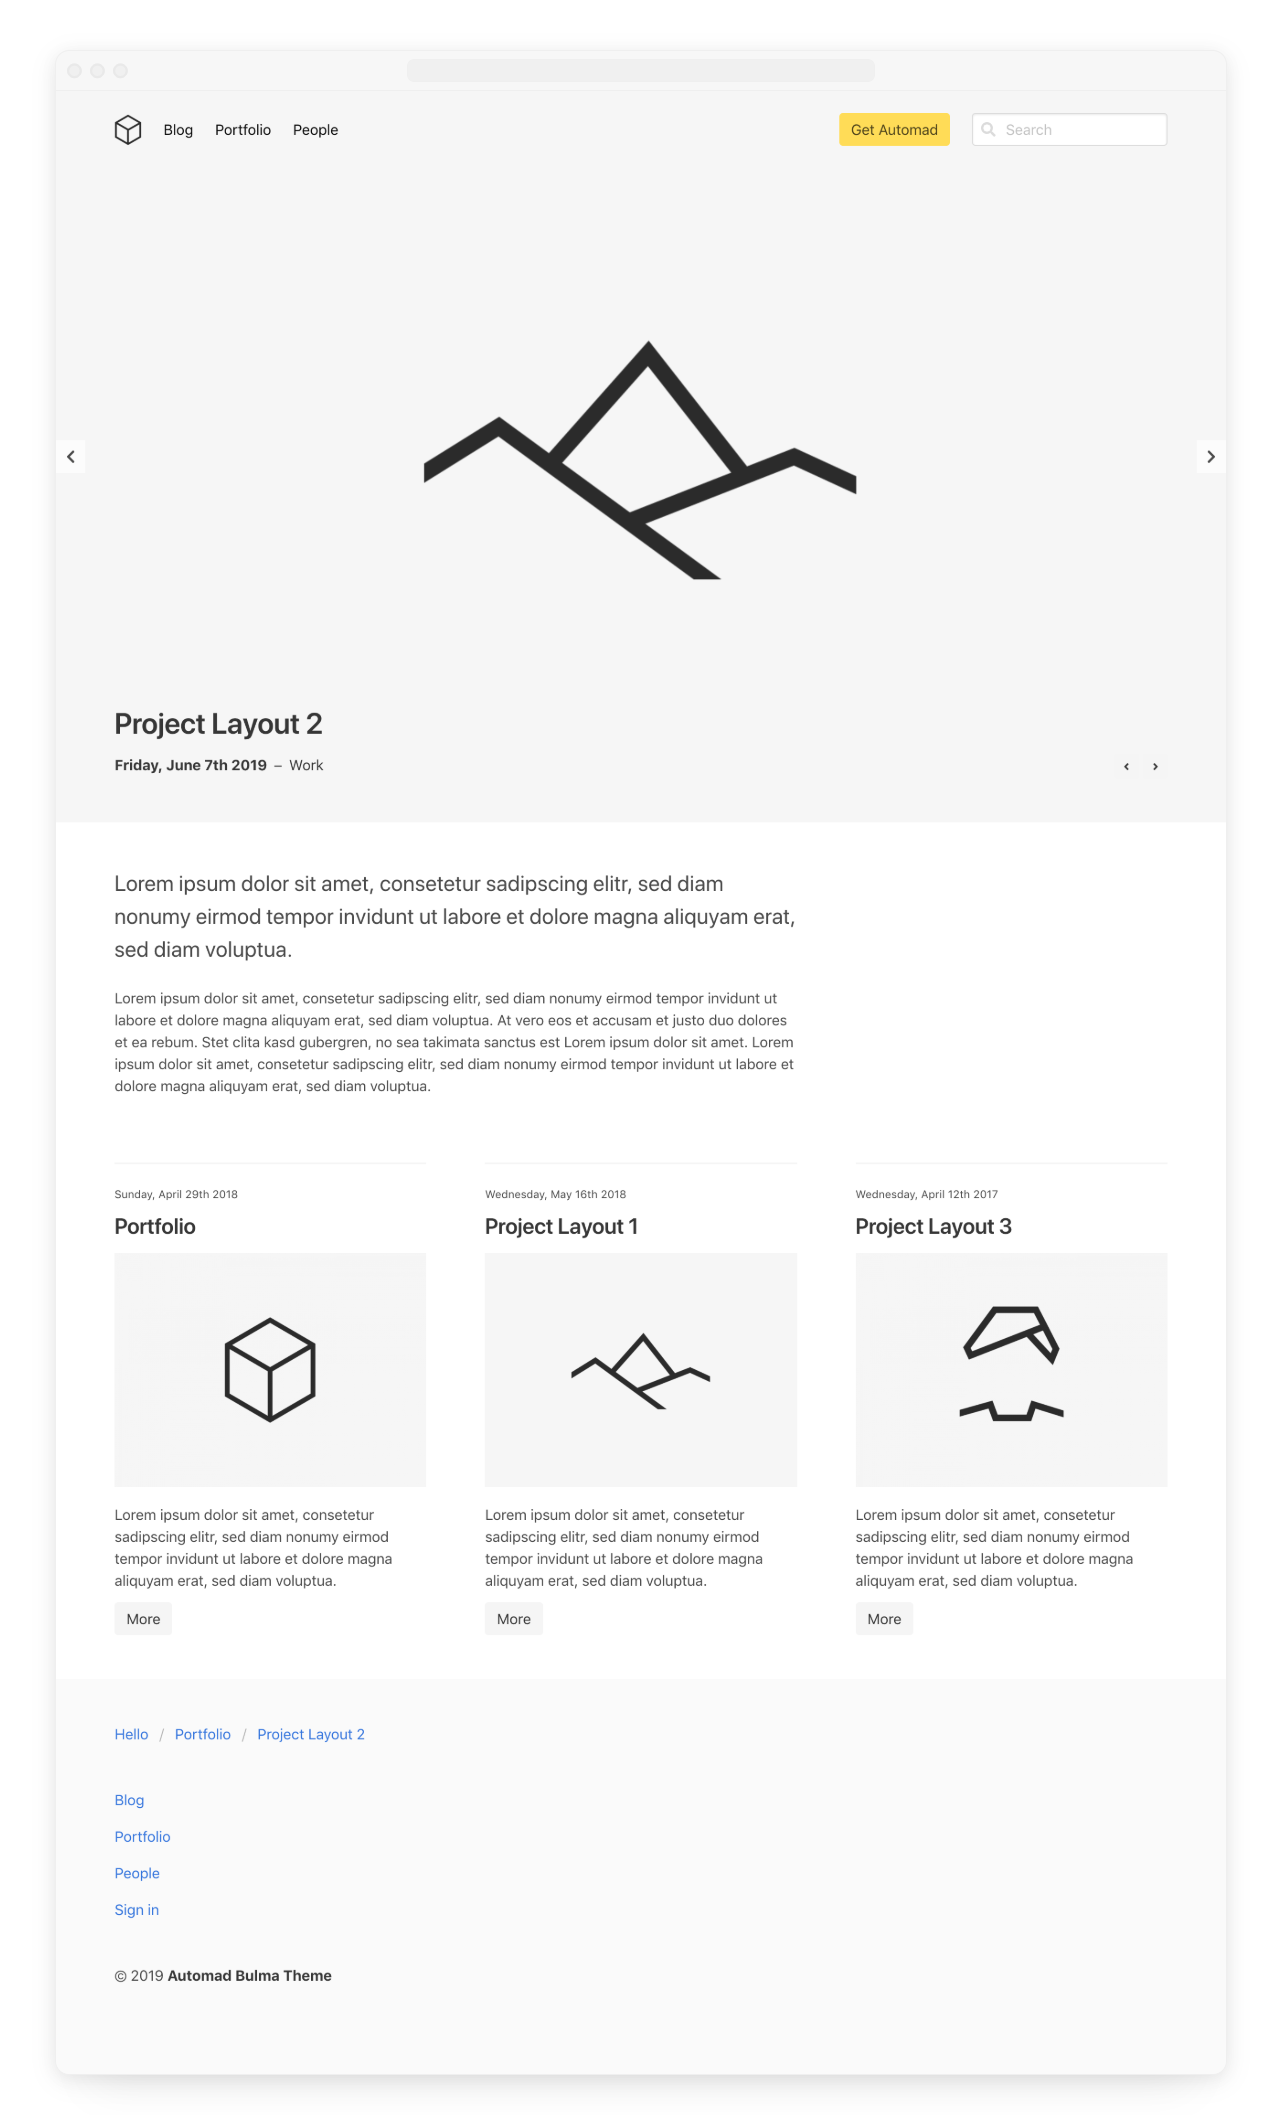 Blog Portfolio People Get Automad Search
Project Layout 2
Friday, June 7th 2019 – Work
Lorem ipsum dolor sit amet, consetetur sadipscing elitr, sed diam
nonumy eirmod tempor invidunt ut labore et dolore magna aliquyam erat,
sed diam voluptua.
Lorem ipsum dolor sit amet, consetetur sadipscing elitr, sed diam nonumy eirmod tempor invidunt ut
labore et dolore magna aliquyam erat, sed diam voluptua. At vero eos et accusam et justo duo dolores
et ea rebum. Stet clita kasd gubergren, no sea takimata sanctus est Lorem ipsum dolor sit amet. Lorem
ipsum dolor sit amet, consetetur sadipscing elitr, sed diam nonumy eirmod tempor invidunt ut labore et
dolore magna aliquyam erat, sed diam voluptua.
Sunday, April 29th 2018
Portfolio
Lorem ipsum dolor sit amet, consetetur
sadipscing elitr, sed diam nonumy eirmod
tempor invidunt ut labore et dolore magna
aliquyam erat, sed diam voluptua.
More
Wednesday, May 16th 2018
Project Layout 1
Lorem ipsum dolor sit amet, consetetur
sadipscing elitr, sed diam nonumy eirmod
tempor invidunt ut labore et dolore magna
aliquyam erat, sed diam voluptua.
More
Wednesday, April 12th 2017
Project Layout 3
Lorem ipsum dolor sit amet, consetetur
sadipscing elitr, sed diam nonumy eirmod
tempor invidunt ut labore et dolore magna
aliquyam erat, sed diam voluptua.
More
Hello / Portfolio / Project Layout 2
Blog
Portfolio
People
Sign in
© 2019 Automad Bulma Theme